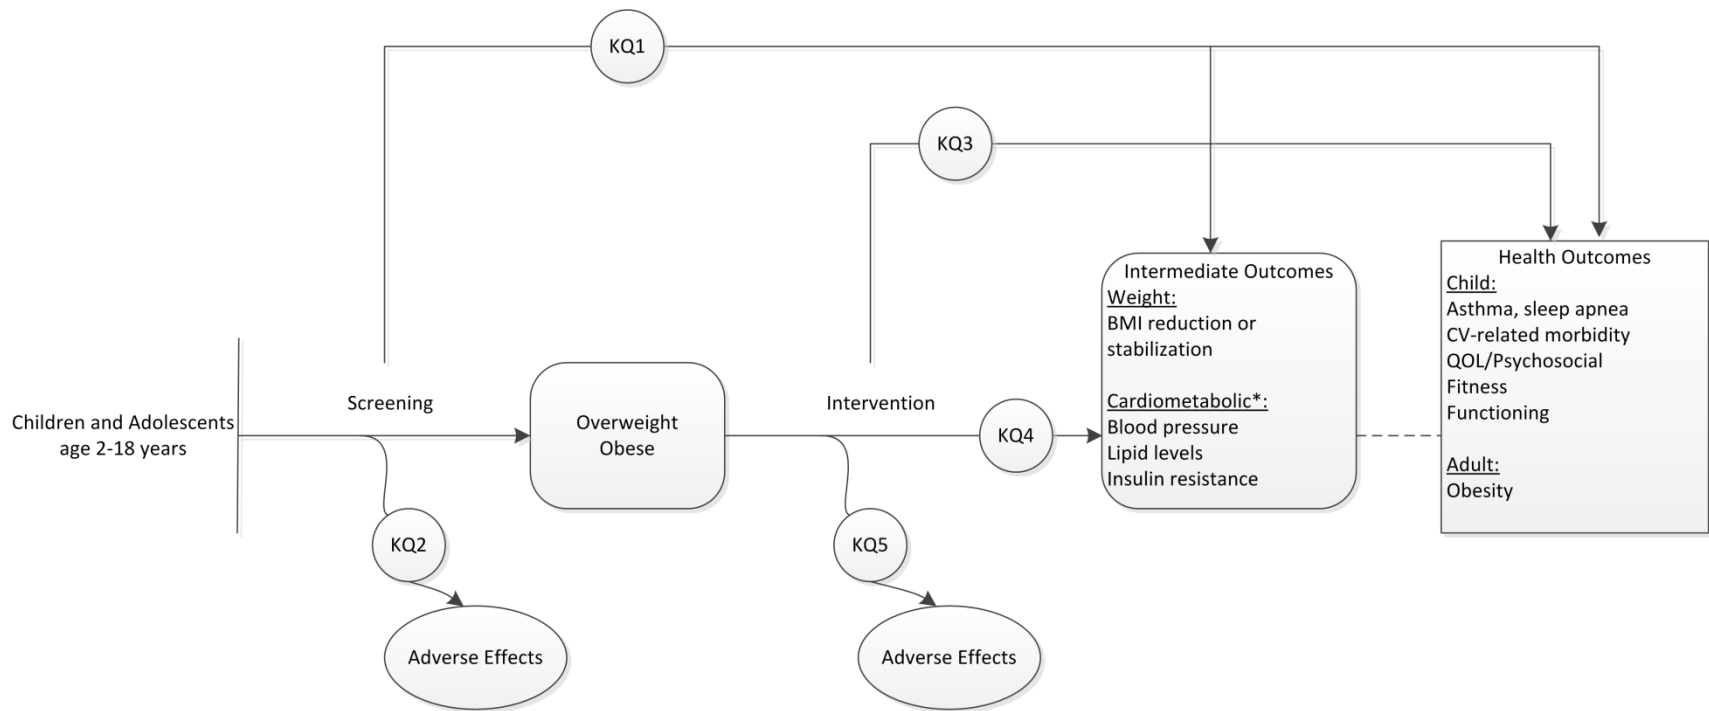 KQ1
KQ3
Children and Adolescents
age 2-18 years
Screening
KQ2
Adverse Effects
Overweight
Obese
Intervention
KQ4
KQ5
Adverse Effects
Intermediate Outcomes
Weight:
BMI reduction or
stabilization
Cardiometabolic*:
Blood pressure
Lipid levels
Insulin resistance
Health Outcomes
Child:
Asthma, sleep apnea
CV-related morbidity
QOL/Psychosocial
Fitness
Functioning
Adult:
Obesity